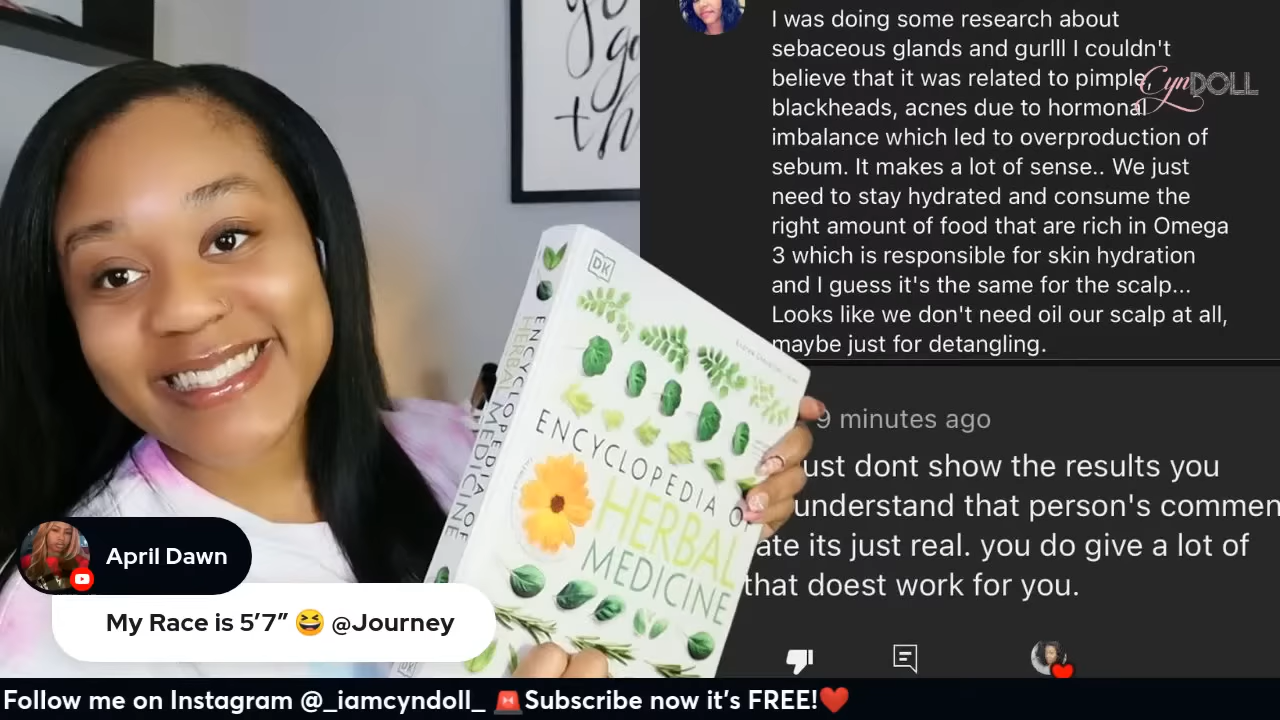 I was doing some research about
sebaceous glands and gurlll I couldn't
believe that it was related to pimple,
blackheads, acnes due to hormonal
imbalance which led to overproduction of
sebum. It makes a lot of sense.. We just
need to stay hydrated and consume the
right amount of food that are rich in Omega
3 which is responsible for skin hydration
and I guess it's the same for the scalp...
Looks like we don't need oil our scalp at all,
maybe just for detangling.
CynDOLL
9 minutes ago
ust dont show the results you
understand that person's commen
ate its just real. you do give a lot of
that doest work for you.
you
go
th
DK
ENCYCLOPEDIA OF
HERBAL
MEDICINE
ENCYCLOPEDIA OF
HERBAL MEDICINE
DK
April Dawn
My Race is 5’7” 😆 @Journey
Follow me on Instagram @_iamcyndoll_ 🚨Subscribe now it’s FREE!❤️